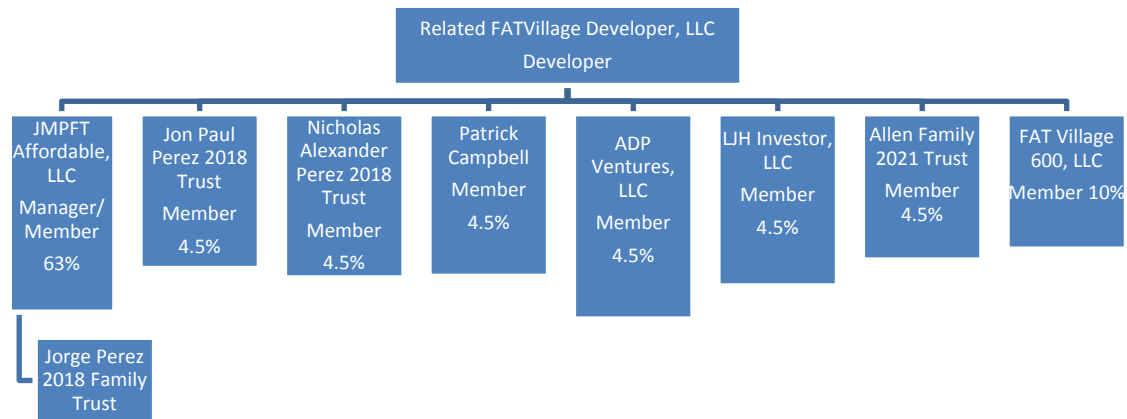 Related FATVillage Developer, LLC
Developer
JMPFT
Affordable,
LLC
Manager/
Member
63%
Jon Paul
Perez 2018
Trust
Member
4.5%
Nicholas
Alexander
Perez 2018
Trust
Member
4.5%
Patrick
Campbell
Member
4.5%
ADP
Ventures,
LLC
Member
4.5%
LJH Investor,
LLC
Member
4.5%
Allen Family
2021 Trust
Member
4.5%
FAT Village
600, LLC
Member 10%
Jorge Perez
2018 Family
Trust